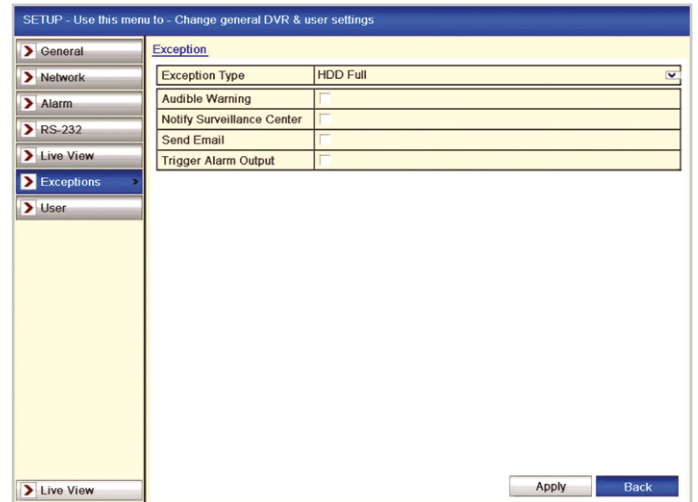 SETUP - Use this menu to - Change general DVR & user settings
General
Network
Alarm
RS-232
Live View
Exceptions
User
Live View
Exception
Exception Type HDD Full
Audible Warning
Notify Surveillance Center
Send Email
Trigger Alarm Output
Apply Back